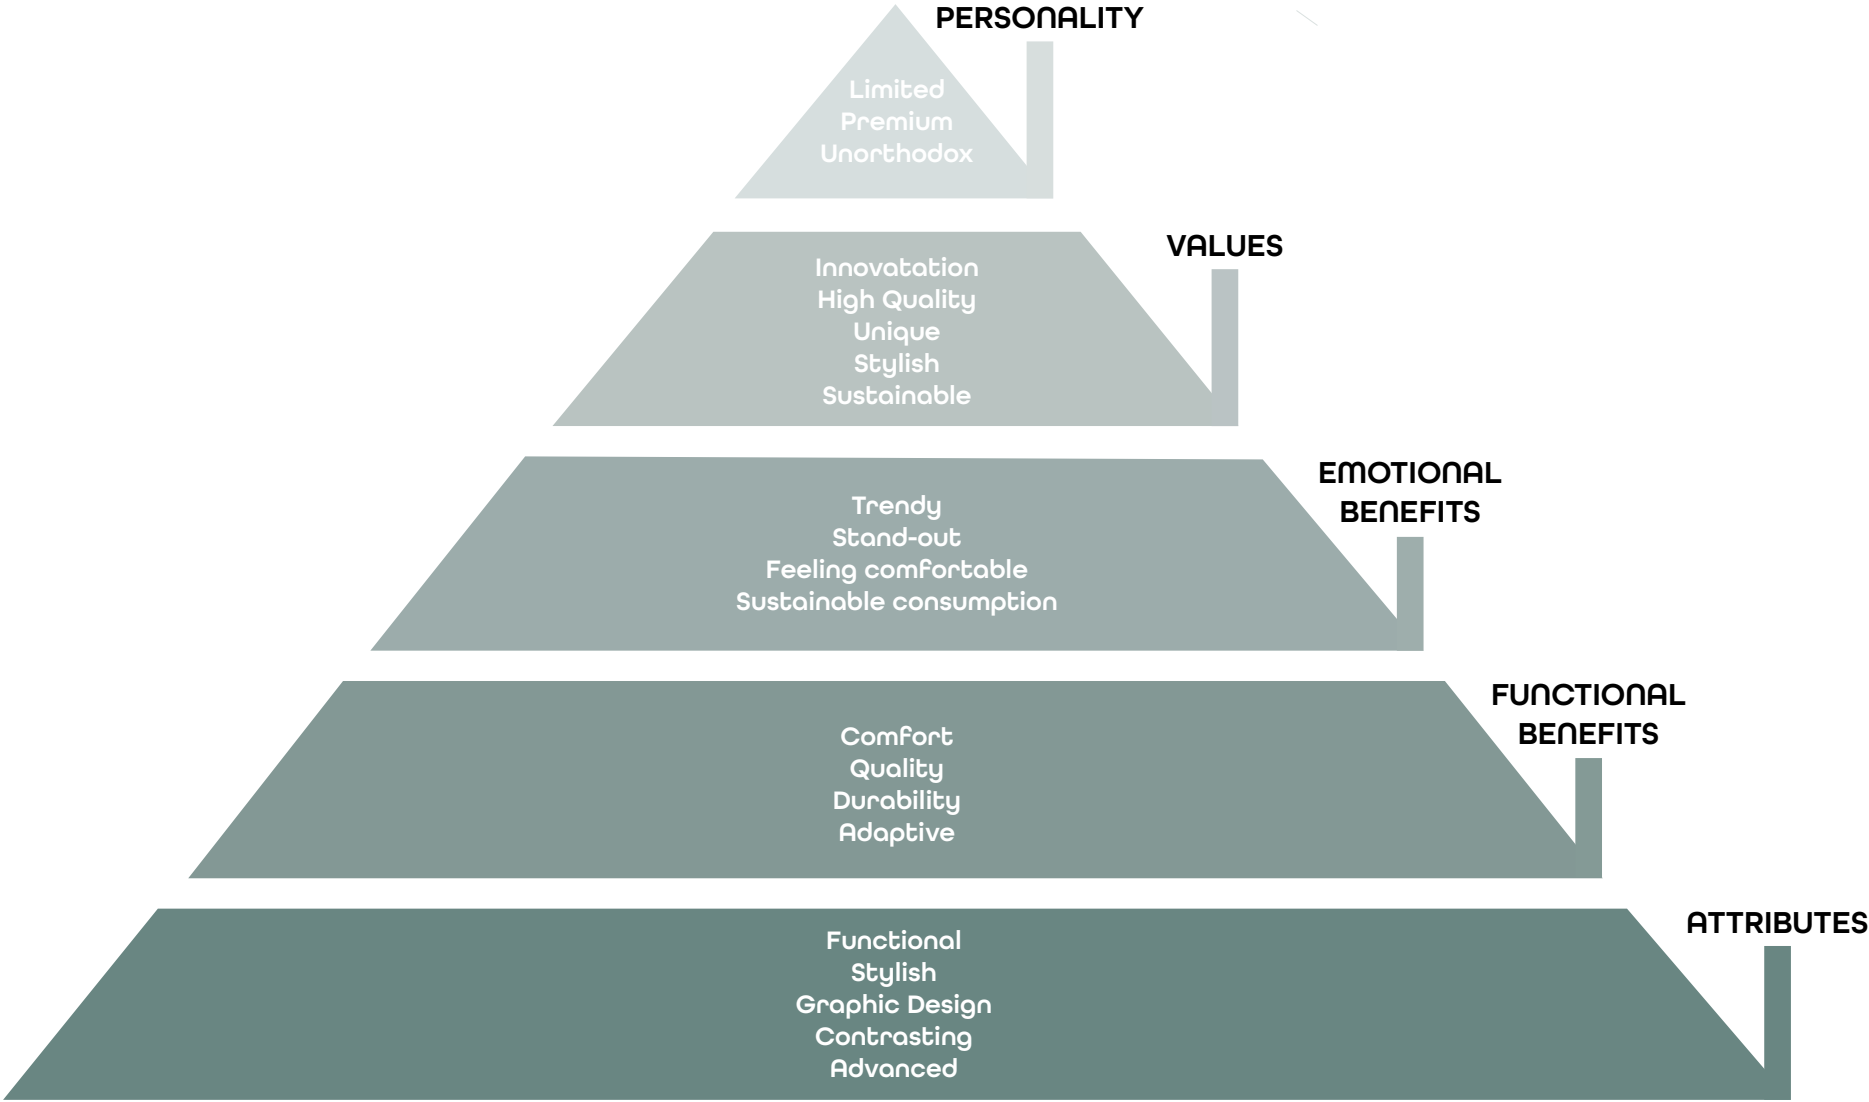 PERSONALITY
Limited
Premium
Unorthodox
VALUES
Innovatation
High Quality
Unique
Stylish
Sustainable
EMOTIONAL
BENEFITS
Trendy
Stand-out
Feeling comfortable
Sustainable consumption
FUNCTIONAL
BENEFITS
Comfort
Quality
Durability
Adaptive
ATTRIBUTES
Functional
Stylish
Graphic Design
Contrasting
Advanced